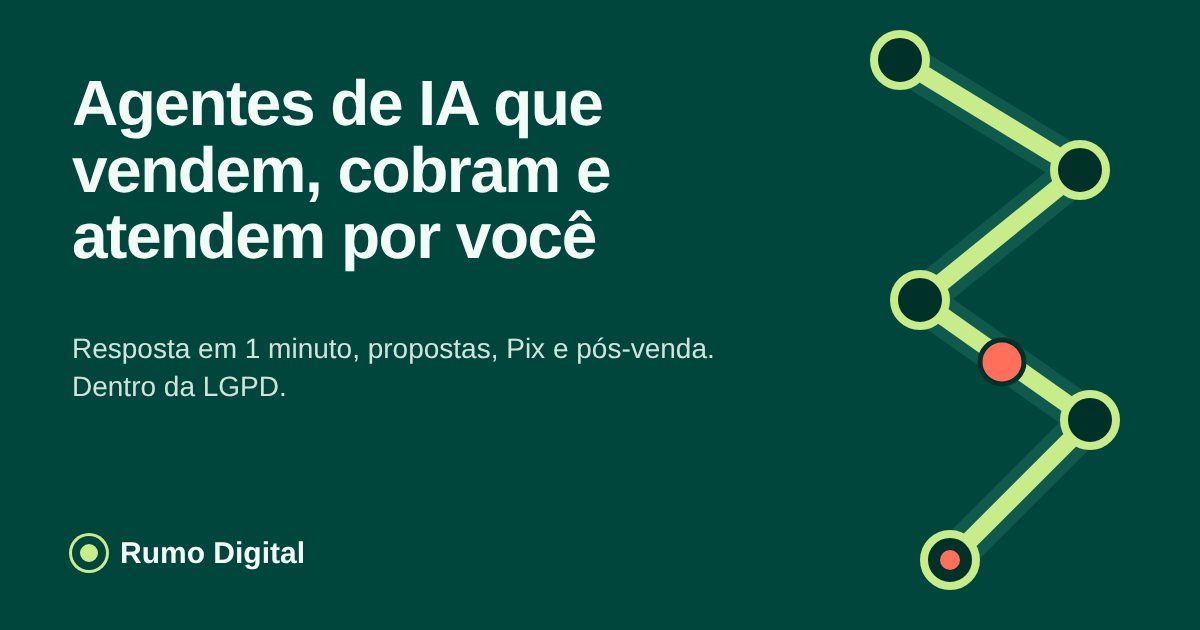 Agentes de IA que
vendem, cobram e
atendem por você
Resposta em 1 minuto, propostas, Pix e pós-venda.
Dentro da LGPD.
Rumo Digital